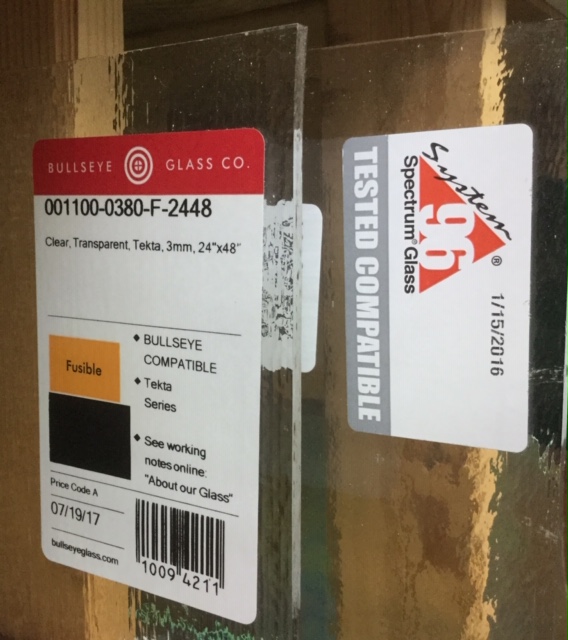 BULLSEYE GLASS CO.
001100-0380-F-2448
Clear, Transparent, Tekta, 3mm, 24"x48"
Fusible
◆ BULLSEYE
COMPATIBLE
◆ Tekta
Series
◆ See working
notes online:
"About our Glass"
Price Code A
07/19/17
bullseyeglass.com
1009 4211
TESTED COMPATIBLE
System
96
®
Spectrum® Glass
1/15/2016